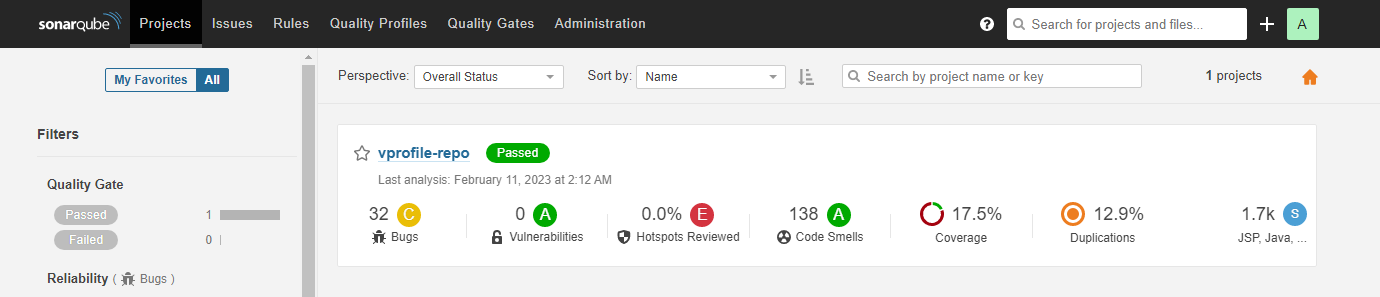 sonarqube Projects Issues Rules Quality Profiles Quality Gates Administration ? Search for projects and files... + A
My Favorites All Perspective: Overall Status Sort by: Name Search by project name or key 1 projects
Filters
vprofile-repo Passed
Last analysis: February 11, 2023 at 2:12 AM
Quality Gate
Passed 1
Failed 0
Reliability ( Bugs )
32 C 0 A 0.0% E 138 A 17.5% 12.9% 1.7k S
Bugs Vulnerabilities Hotspots Reviewed Code Smells Coverage Duplications JSP, Java, ...